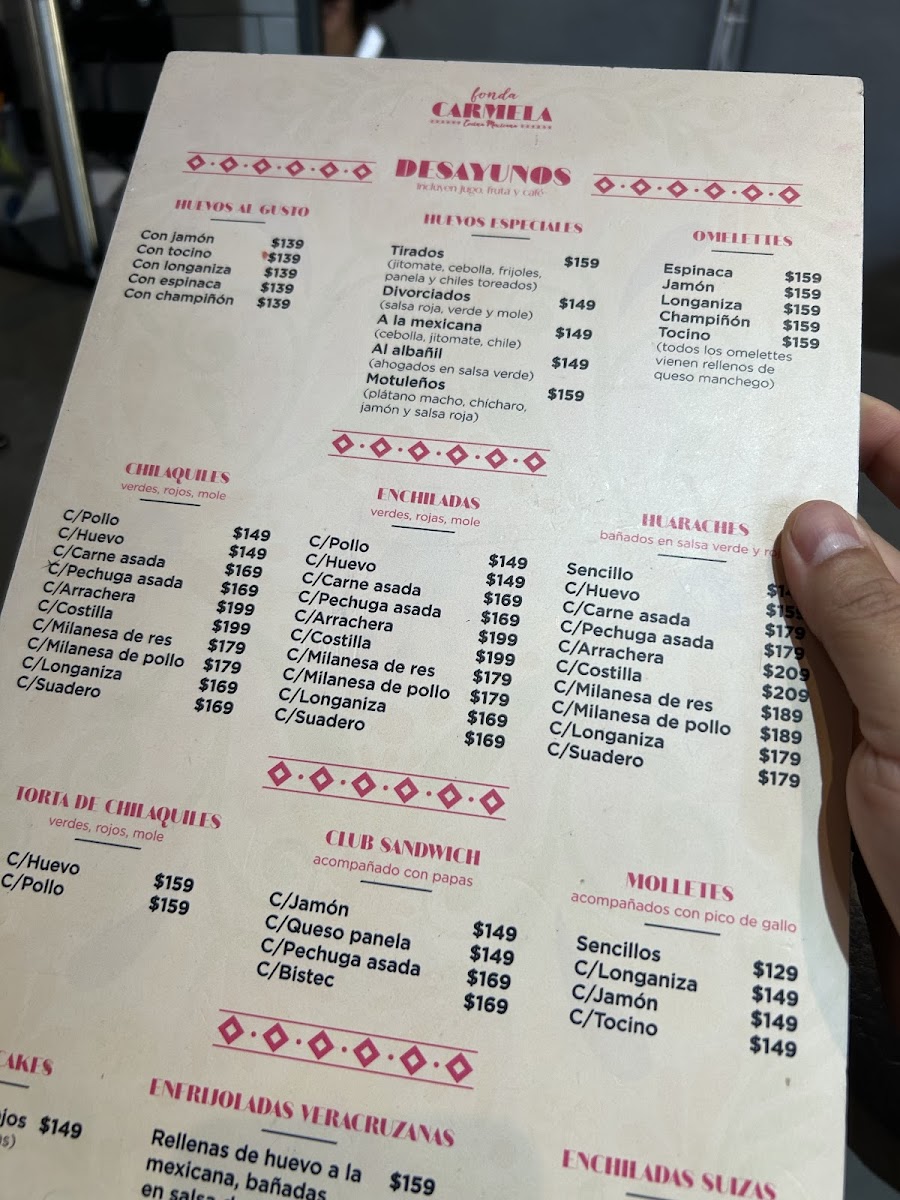 fonda
CARMELA
Cocina Mexicana
DESAYUNOS
incluyen jugo, fruta y café
HUEVOS AL GUSTO
Con jamón $139
Con tocino $139
Con longaniza $139
Con espinaca $139
Con champiñón $139
HUEVOS ESPECIALES
Tirados $159
(jitomate, cebolla, frijoles,
panela y chiles toreados)
Divorciados $149
(salsa roja, verde y mole)
A la mexicana $149
(cebolla, jitomate, chile)
Al albañil $149
(ahogados en salsa verde)
Motuleños $159
(plátano macho, chícharo,
jamón y salsa roja)
OMELETTES
Espinaca $159
Jamón $159
Longaniza $159
Champiñón $159
Tocino $159
(todos los omelettes
vienen rellenos de
queso manchego)
CHILAQUILES
verdes, rojos, mole
C/Pollo $149
C/Huevo $149
C/Carne asada $169
C/Pechuga asada $169
C/Arrachera $199
C/Costilla $199
C/Milanesa de res $179
C/Milanesa de pollo $179
C/Longaniza $169
C/Suadero $169
ENCHILADAS
verdes, rojas, mole
C/Pollo $149
C/Huevo $149
C/Carne asada $169
C/Pechuga asada $169
C/Arrachera $199
C/Costilla $199
C/Milanesa de res $179
C/Milanesa de pollo $179
C/Longaniza $169
C/Suadero $169
HUARACHES
bañados en salsa verde y
Sencillo
C/Huevo $159
C/Carne asada $179
C/Pechuga asada $179
C/Arrachera $209
C/Costilla $209
C/Milanesa de res $189
C/Milanesa de pollo $189
C/Longaniza $179
C/Suadero $179
TORTA DE CHILAQUILES
verdes, rojos, mole
C/Huevo $159
C/Pollo $159
CLUB SANDWICH
acompañado con papas
C/Jamón $149
C/Queso panela $149
C/Pechuga asada $169
C/Bistec $169
MOLLETES
acompañados con pico de gallo
Sencillos $129
C/Longaniza $149
C/Jamón $149
C/Tocino $149
CAKES
jos $149
s)
ENFRIJOLADAS VERACRUZANAS
Rellenas de huevo a la
mexicana, bañadas $159
en salsa
ENCHILADAS SUIZAS